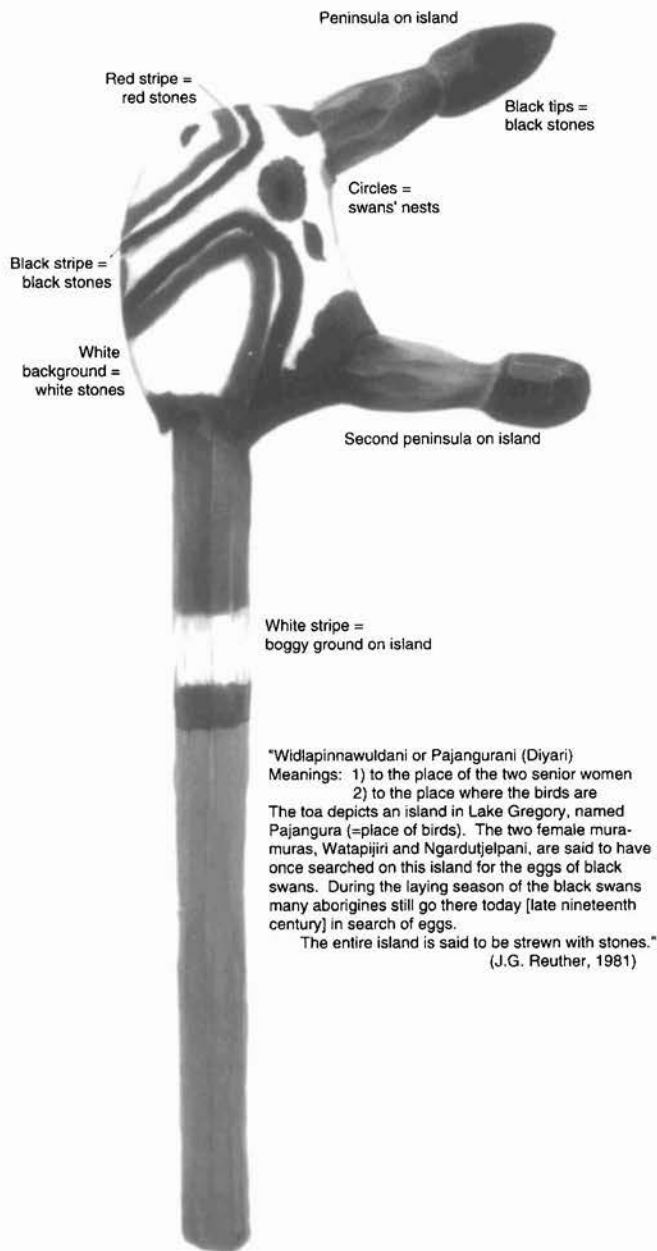 Peninsula on island
Red stripe =
red stones
Black tips =
black stones
Circles =
swans' nests
Black stripe =
black stones
White
background =
white stones
Second peninsula on island
White stripe =
boggy ground on island
"Widlapinnawuldani or Pajangurani (Diyari)
Meanings: 1) to the place of the two senior women
2) to the place where the birds are
The toa depicts an island in Lake Gregory, named
Pajangura (=place of birds). The two female mura-
muras, Watapijiri and Ngardutjelpani, are said to have
once searched on this island for the eggs of black
swans. During the laying season of the black swans
many aborigines still go there today [late nineteenth
century] in search of eggs.
The entire island is said to be strewn with stones."
(J.G. Reuther, 1981)